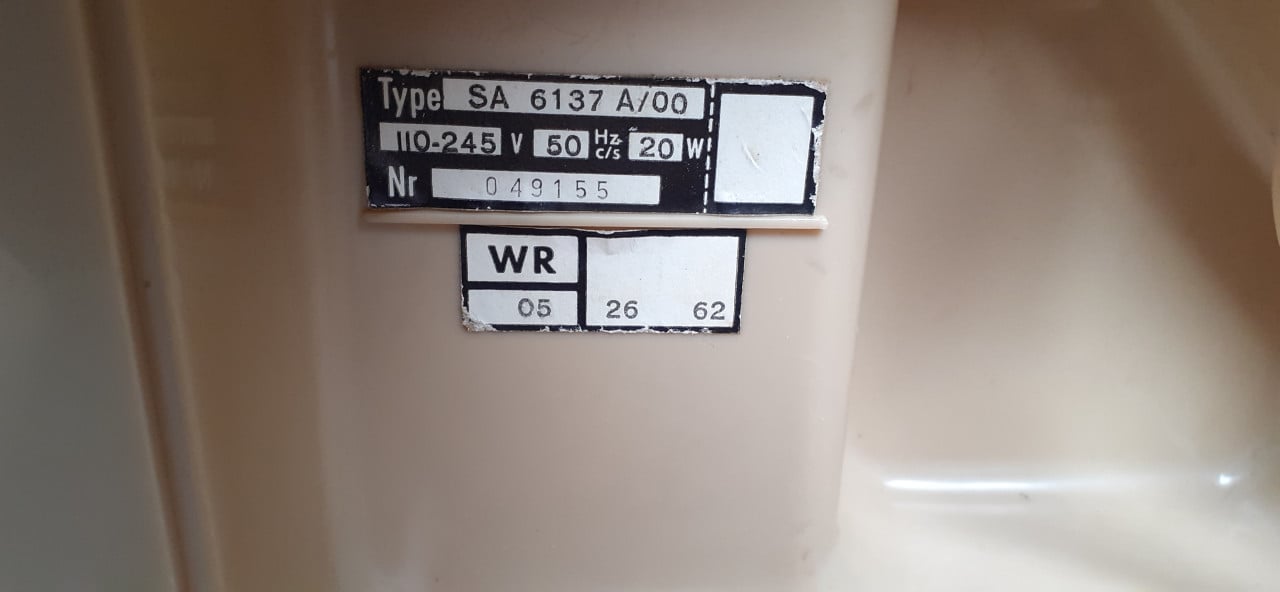 Type SA 6137 A/00
110-245 V 50 Hz c/s ~ 20 W
Nr 049155
WR
05 26 62